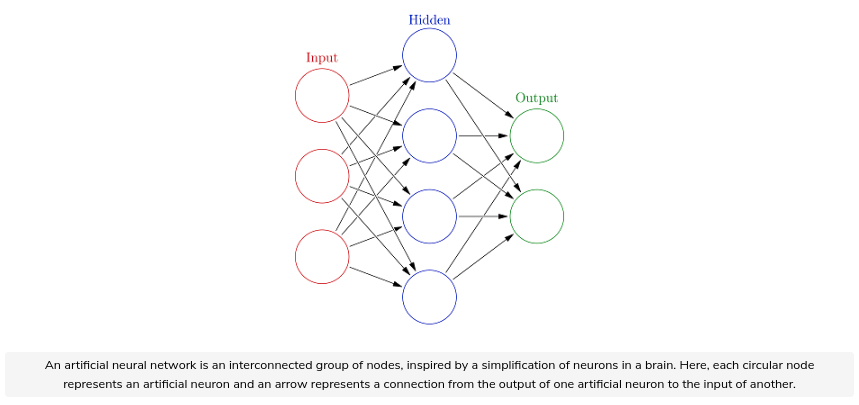 Hidden
Input
Output
An artificial neural network is an interconnected group of nodes, inspired by a simplification of neurons in a brain. Here, each circular node
represents an artificial neuron and an arrow represents a connection from the output of one artificial neuron to the input of another.